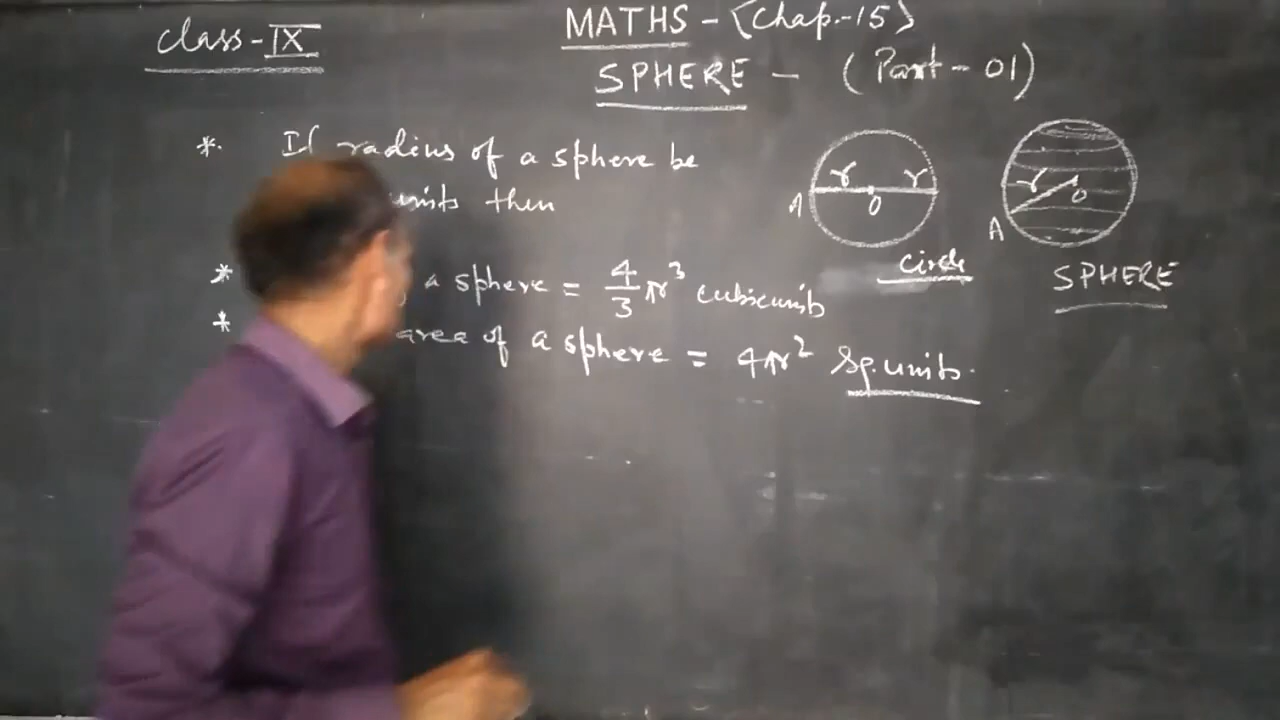 Class-IX
MATHS - (Chap.-15)
SPHERE - (Part-01)
*. If radius of a sphere be
units then
* a sphere = 4/3 πr³ cubic units
* area of a sphere = 4πr² Sq. units.
r r
A O
Circle
r
O
A
SPHERE